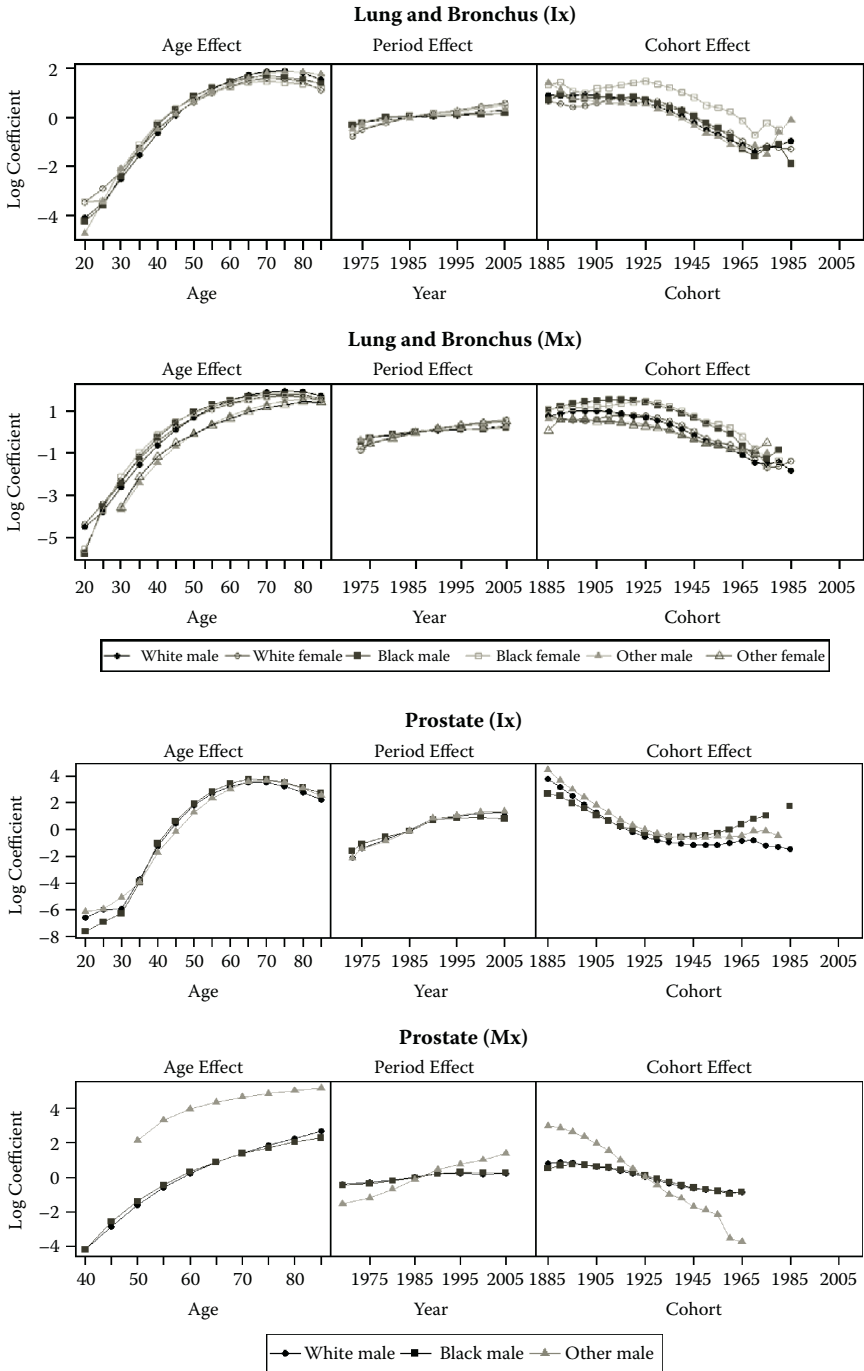 Lung and Bronchus (Ix)
Age Effect Period Effect Cohort Effect
Log Coefficient
2
0
−2
−4
20 30 40 50 60 70 80 1975 1985 1995 2005 1885 1905 1925 1945 1965 1985 2005
Age Year Cohort
Lung and Bronchus (Mx)
Age Effect Period Effect Cohort Effect
Log Coefficient
1
−1
−3
−5
20 30 40 50 60 70 80 1975 1985 1995 2005 1885 1905 1925 1945 1965 1985 2005
Age Year Cohort
White male White female Black male Black female Other male Other female
Prostate (Ix)
Age Effect Period Effect Cohort Effect
Log Coefficient
4
2
0
−2
−4
−6
−8
20 30 40 50 60 70 80 1975 1985 1995 2005 1885 1905 1925 1945 1965 1985 2005
Age Year Cohort
Prostate (Mx)
Age Effect Period Effect Cohort Effect
Log Coefficient
4
2
0
−2
−4
40 50 60 70 80 1975 1985 1995 2005 1885 1905 1925 1945 1965 1985 2005
Age Year Cohort
White male Black male Other male